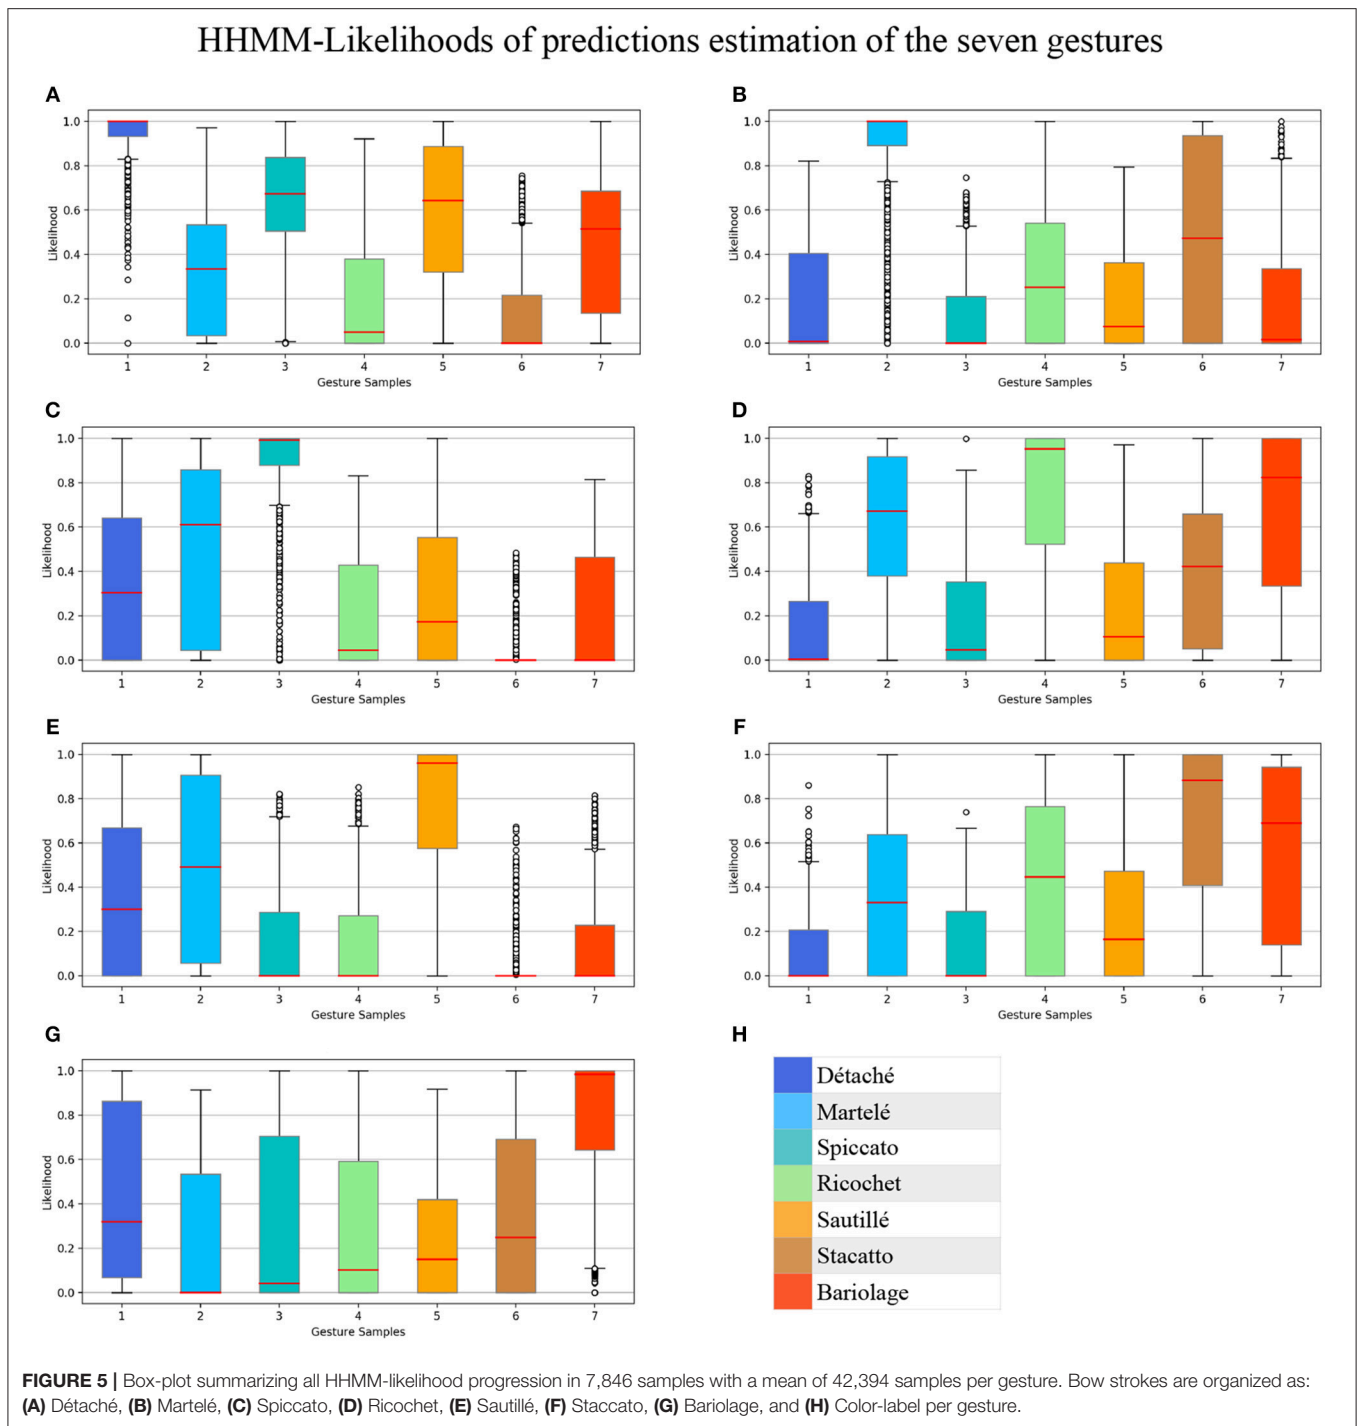 HHMM-Likelihoods of predictions estimation of the seven gestures
A
1.0
0.8
0.6
0.4
0.2
0.0
Likelihood
1 2 3 4 5 6 7
Gesture Samples
B
1.0
0.8
0.6
0.4
0.2
0.0
Likelihood
1 2 3 4 5 6 7
Gesture Samples
C
1.0
0.8
0.6
0.4
0.2
0.0
Likelihood
1 2 3 4 5 6 7
Gesture Samples
D
1.0
0.8
0.6
0.4
0.2
0.0
Likelihood
1 2 3 4 5 6 7
Gesture Samples
E
1.0
0.8
0.6
0.4
0.2
0.0
Likelihood
1 2 3 4 5 6 7
Gesture Samples
F
1.0
0.8
0.6
0.4
0.2
0.0
Likelihood
1 2 3 4 5 6 7
Gesture Samples
G
1.0
0.8
0.6
0.4
0.2
0.0
Likelihood
1 2 3 4 5 6 7
Gesture Samples
H
Détaché
Martelé
Spiccato
Ricochet
Sautillé
Stacatto
Bariolage
FIGURE 5 | Box-plot summarizing all HHMM-likelihood progression in 7,846 samples with a mean of 42,394 samples per gesture. Bow strokes are organized as:
(A) Détaché, (B) Martelé, (C) Spiccato, (D) Ricochet, (E) Sautillé, (F) Staccato, (G) Bariolage, and (H) Color-label per gesture.